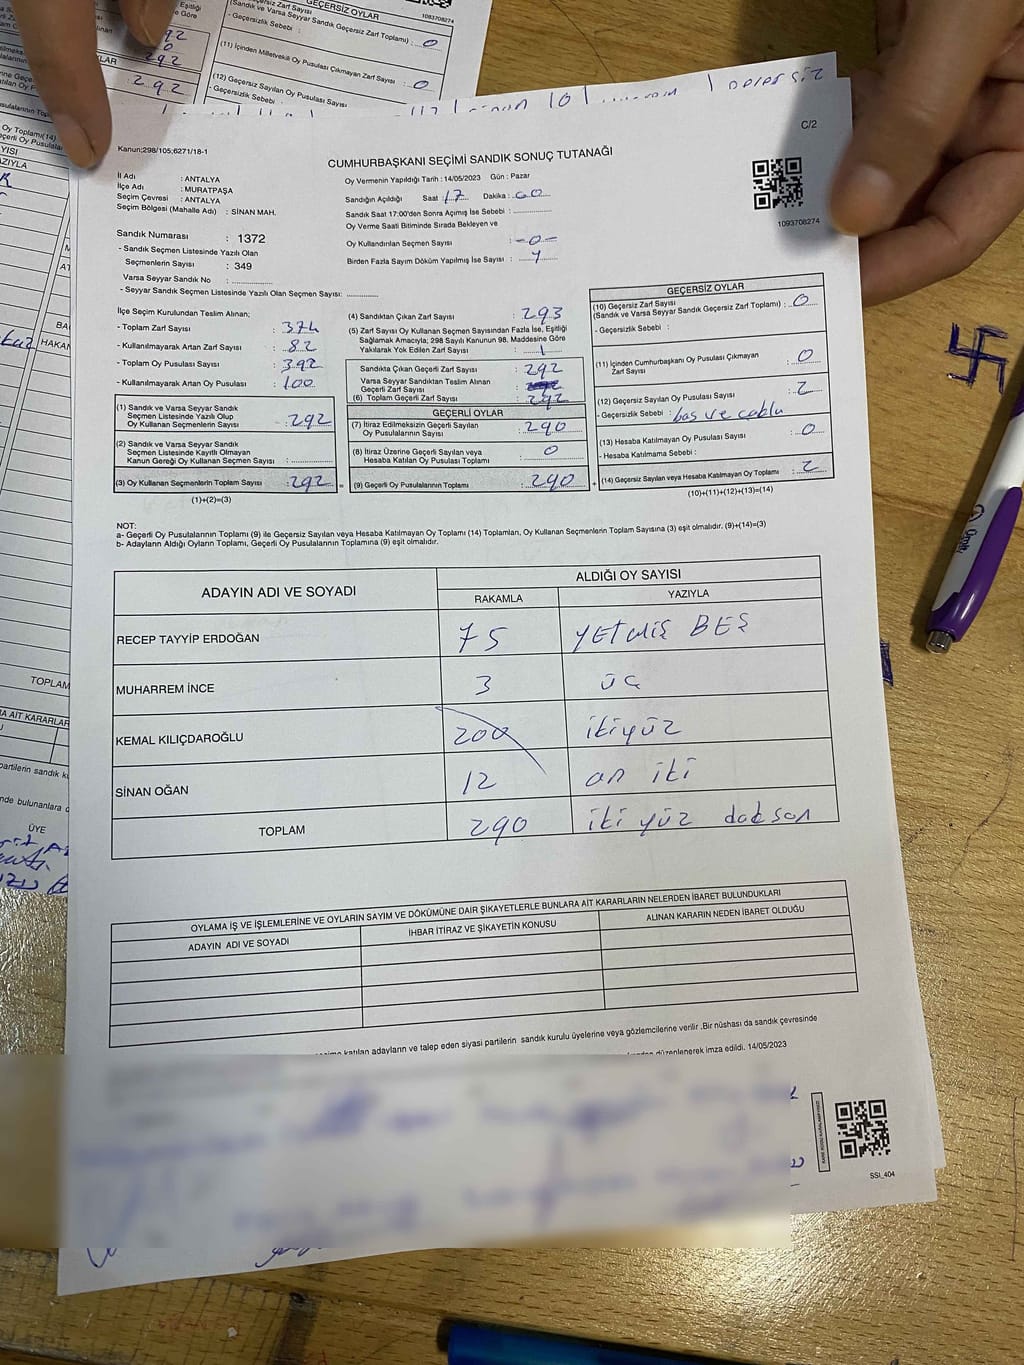 GEÇERSİZ OYLAR
(Sandık ve Varsa Seyyar Sandık Geçersiz Zarf Toplamı) : 0
- Geçersizlik Sebebi :
1093708274
(11) İçinden Milletvekili Oy Pusulası Çıkmayan Zarf Sayısı : 0
(12) Geçersiz Sayılan Oy Pusulası Sayısı
- Geçersizlik Sebebi :
292
292
C/2
Kanun;298/105;6271/18-1
CUMHURBAŞKANI SEÇİMİ SANDIK SONUÇ TUTANAĞI
İl Adı : ANTALYA
İlçe Adı : MURATPAŞA
Seçim Çevresi : ANTALYA
Seçim Bölgesi (Mahalle Adı) : SİNAN MAH.
Oy Vermenin Yapıldığı Tarih : 14/05/2023 Gün : Pazar
Sandığın Açıldığı Saat : 17 Dakika : 00
Sandık Saat 17:00'den Sonra Açımış İse Sebebi :
Oy Verme Saati Bitiminde Sırada Bekleyen ve
Oy Kullandırılan Seçmen Sayısı : -0-
Birden Fazla Sayım Döküm Yapılmış İse Sayısı :
1093708274
Sandık Numarası : 1372
- Sandık Seçmen Listesinde Yazılı Olan
Seçmenlerin Sayısı : 349
Varsa Seyyar Sandık No :
- Seyyar Sandık Seçmen Listesinde Yazılı Olan Seçmen Sayısı:
İlçe Seçim Kurulundan Teslim Alınan;
- Toplam Zarf Sayısı : 374
- Kullanılmayarak Artan Zarf Sayısı : 82
- Toplam Oy Pusulası Sayısı : 392
- Kullanılmayarak Artan Oy Pusulası : 100
(1) Sandık ve Varsa Seyyar Sandık
Seçmen Listesinde Yazılı Olup
Oy Kullanan Seçmenlerin Sayısı : 292
(2) Sandık ve Varsa Seyyar Sandık
Seçmen Listesinde Kayıtlı Olmayan
Kanun Gereği Oy Kullanan Seçmen Sayısı :
(3) Oy Kullanan Seçmenlerin Toplam Sayısı : 292
(1)+(2)=(3)
(4) Sandıktan Çıkan Zarf Sayısı : 293
(5) Zarf Sayısı Oy Kullanan Seçmen Sayısından Fazla İse, Eşitliği
Sağlamak Amacıyla; 298 Sayılı Kanunun 98. Maddesine Göre
Yakılarak Yok Edilen Zarf Sayısı : 1
Sandıkta Çıkan Geçerli Zarf Sayısı : 292
Varsa Seyyar Sandıktan Teslim Alınan
Geçerli Zarf Sayısı :
(6) Toplam Geçerli Zarf Sayısı : 292
GEÇERLİ OYLAR
(7) İtiraz Edilmeksizin Geçerli Sayılan
Oy Pusulalarının Sayısı : 290
(8) İtiraz Üzerine Geçerli Sayılan veya
Hesaba Katılan Oy Pusulası Toplamı : 0
(9) Geçerli Oy Pusulalarının Toplamı : 290
GEÇERSİZ OYLAR
(10) Geçersiz Zarf Sayısı
(Sandık ve Varsa Seyyar Sandık Geçersiz Zarf Toplamı) : 0
- Geçersizlik Sebebi :
(11) İçinden Cumhurbaşkanı Oy Pusulası Çıkmayan
Zarf Sayısı : 0
(12) Geçersiz Sayılan Oy Pusulası Sayısı : 2
- Geçersizlik Sebebi : boş ve
(13) Hesaba Katılmayan Oy Pusulası Sayısı : 0
- Hesaba Katılmama Sebebi :
(14) Geçersiz Sayılan veya Hesaba Katılmayan Oy Toplamı : 2
(10)+(11)+(12)+(13)=(14)
NOT:
a- Geçerli Oy Pusulalarının Toplamı (9) ile Geçersiz Sayılan veya Hesaba Katılmayan Oy Toplamı (14) Toplamları, Oy Kullanan Seçmenlerin Toplam Sayısına (3) eşit olmalıdır. (9)+(14)=(3)
b- Adayların Aldığı Oyların Toplamı, Geçerli Oy Pusulalarının Toplamına (9) eşit olmalıdır.
ADAYIN ADI VE SOYADI
ALDIĞI OY SAYISI
RAKAMLA YAZIYLA
RECEP TAYYİP ERDOĞAN 75 YETMİŞ BEŞ
MUHARREM İNCE 3 ÜÇ
KEMAL KILIÇDAROĞLU 200 ikiyüz
SİNAN OĞAN 12 on iki
TOPLAM 290 iki yüz doksan
OYLAMA İŞ VE İŞLEMLERİNE VE OYLARIN SAYIM VE DÖKÜMÜNE DAİR ŞİKAYETLERLE BUNLARA AİT KARARLARIN NELERDEN İBARET BULUNDUKLARI
ADAYIN ADI VE SOYADI
İHBAR İTİRAZ VE ŞİKAYETİN KONUSU
ALINAN KARARIN NEDEN İBARET OLDUĞU
katılan adayların ve talep eden siyasi partilerin sandık kurulu üyelerine veya gözlemcilerine verilir .Bir nüshası da sandık çevresinde
düzenlenerek imza edildi. 14/05/2023
SSI_404
TOPLAM
ÜYE